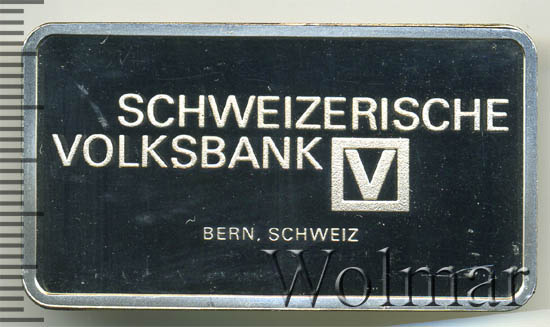 SCHWEIZERISCHE
VOLKSBANK V
BERN, SCHWEIZ
Wolmar